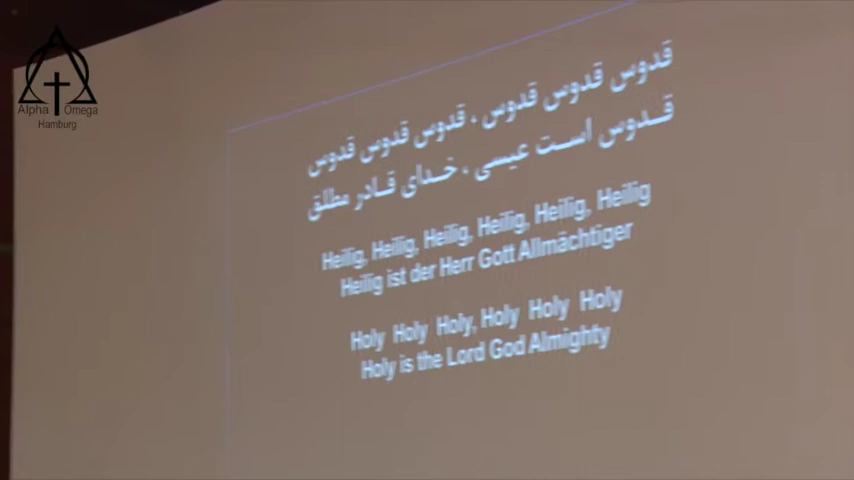 Alpha Omega
Hamburg
قدوس قدوس قدوس ، قدوس قدوس قدوس
قدوس است عیسی ، خدای قادر مطلق
Heilig, Heilig, Heilig, Heilig, Heilig, Heilig
Heilig ist der Herr Gott Allmächtiger
Holy Holy Holy, Holy Holy Holy
Holy is the Lord God Almighty